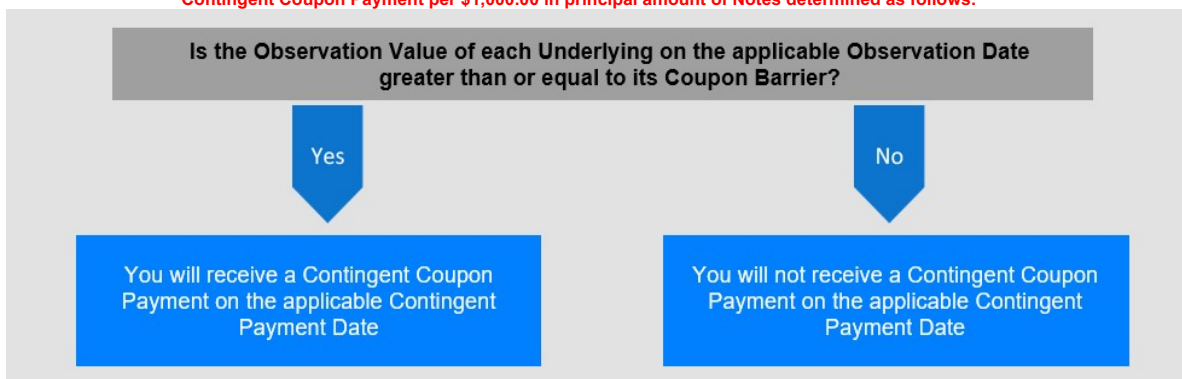 Contingent Coupon Payment per $1,000.00 in principal amount of Notes determined as follows:
Is the Observation Value of each Underlying on the applicable Observation Date
greater than or equal to its Coupon Barrier?
Yes
No
You will receive a Contingent Coupon
Payment on the applicable Contingent
Payment Date
You will not receive a Contingent Coupon
Payment on the applicable Contingent
Payment Date